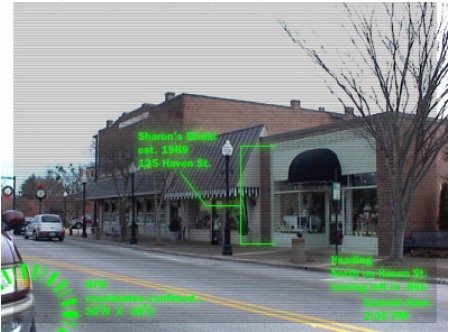 Sharon's Bridal
est. 1989
125 Haven St.
Heading
North on Haven St.
GPS
coordinates confirmed...
Current time:
2:36 PM